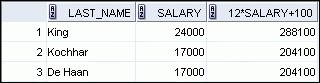 LAST_NAME SALARY 12*SALARY+100
1 King 24000 288100
2 Kochhar 17000 204100
3 De Haan 17000 204100